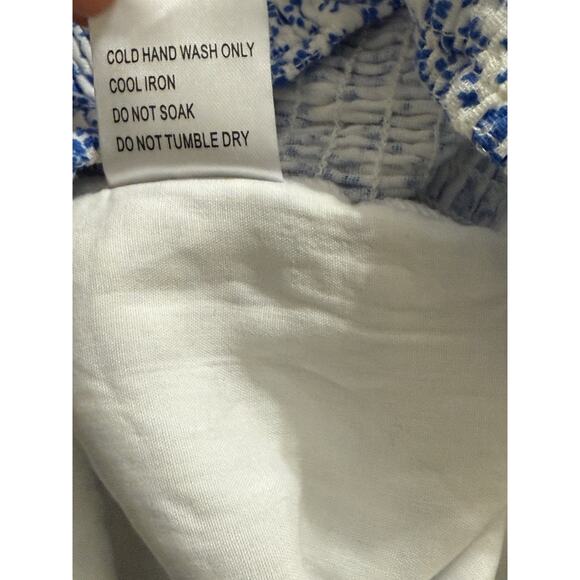 COLD HAND WASH ONLY
COOL IRON
DO NOT SOAK
DO NOT TUMBLE DRY